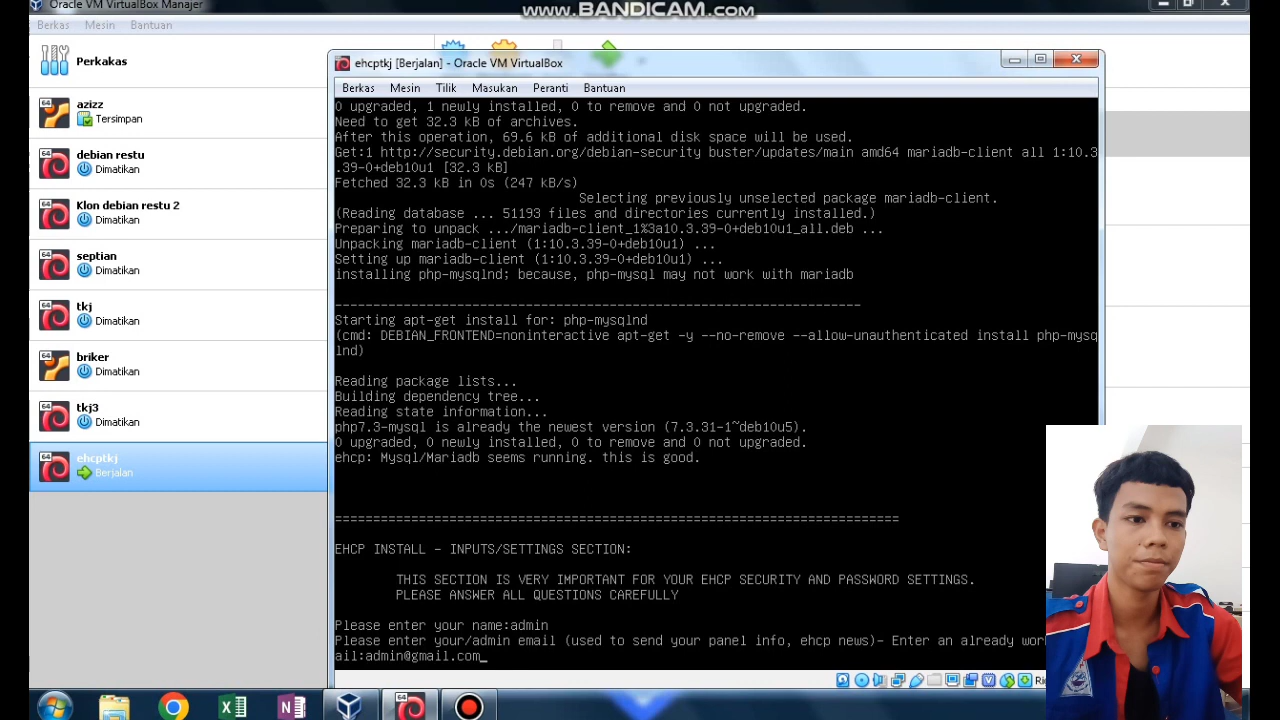 Oracle VM VirtualBox Manajer
WWW.BANDICAM.COM
Berkas Mesin Bantuan
Perkakas
64
azizz
Tersimpan
64
debian restu
Dimatikan
64
Klon debian restu 2
Dimatikan
64
septian
Dimatikan
64
tkj
Dimatikan
64
briker
Dimatikan
64
tkj3
Dimatikan
64
ehcptkj
Berjalan
ehcptkj [Berjalan] - Oracle VM VirtualBox
Berkas Mesin Tilik Masukan Peranti Bantuan
0 upgraded, 1 newly installed, 0 to remove and 0 not upgraded.
Need to get 32.3 kB of archives.
After this operation, 69.6 kB of additional disk space will be used.
Get:1 http://security.debian.org/debian-security buster/updates/main amd64 mariadb-client all 1:10.3
.39-0+deb10u1 [32.3 kB]
Fetched 32.3 kB in 0s (247 kB/s)
Selecting previously unselected package mariadb-client.
(Reading database ... 51193 files and directories currently installed.)
Preparing to unpack .../mariadb-client_1%3a10.3.39-0+deb10u1_all.deb ...
Unpacking mariadb-client (1:10.3.39-0+deb10u1) ...
Setting up mariadb-client (1:10.3.39-0+deb10u1) ...
installing php-mysqlnd; because, php-mysql may not work with mariadb
---------------------------------------------------------------------
Starting apt-get install for: php-mysqlnd
(cmd: DEBIAN_FRONTEND=noninteractive apt-get -y --no-remove --allow-unauthenticated install php-mysq
lnd)
Reading package lists...
Building dependency tree...
Reading state information...
php7.3-mysql is already the newest version (7.3.31-1~deb10u5).
0 upgraded, 0 newly installed, 0 to remove and 0 not upgraded.
ehcp: Mysql/Mariadb seems running. this is good.
==========================================================================
EHCP INSTALL - INPUTS/SETTINGS SECTION:
THIS SECTION IS VERY IMPORTANT FOR YOUR EHCP SECURITY AND PASSWORD SETTINGS.
PLEASE ANSWER ALL QUESTIONS CAREFULLY
Please enter your name:admin
Please enter your/admin email (used to send your panel info, ehcp news)- Enter an already wor
ail:admin@gmail.com_
64